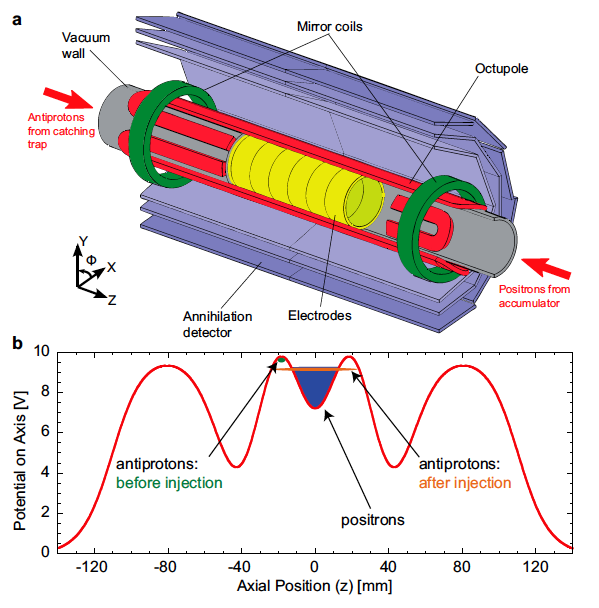 a
Mirror coils
Vacuum
wall
Octupole
Antiprotons
from catching
trap
Y
Φ
X
Z
Positrons from
accumulator
Annihilation
detector
Electrodes
b
10
8
6
4
2
0
Potential on Axis [V]
antiprotons:
before injection
antiprotons:
after injection
positrons
-120 -80 -40 0 40 80 120
Axial Position (z) [mm]